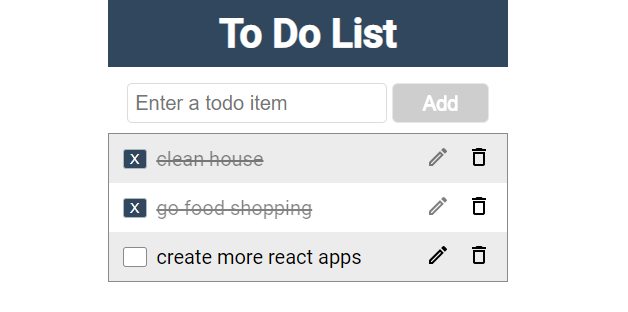 To Do List
Enter a todo item
Add
X clean house
X go food shopping
create more react apps